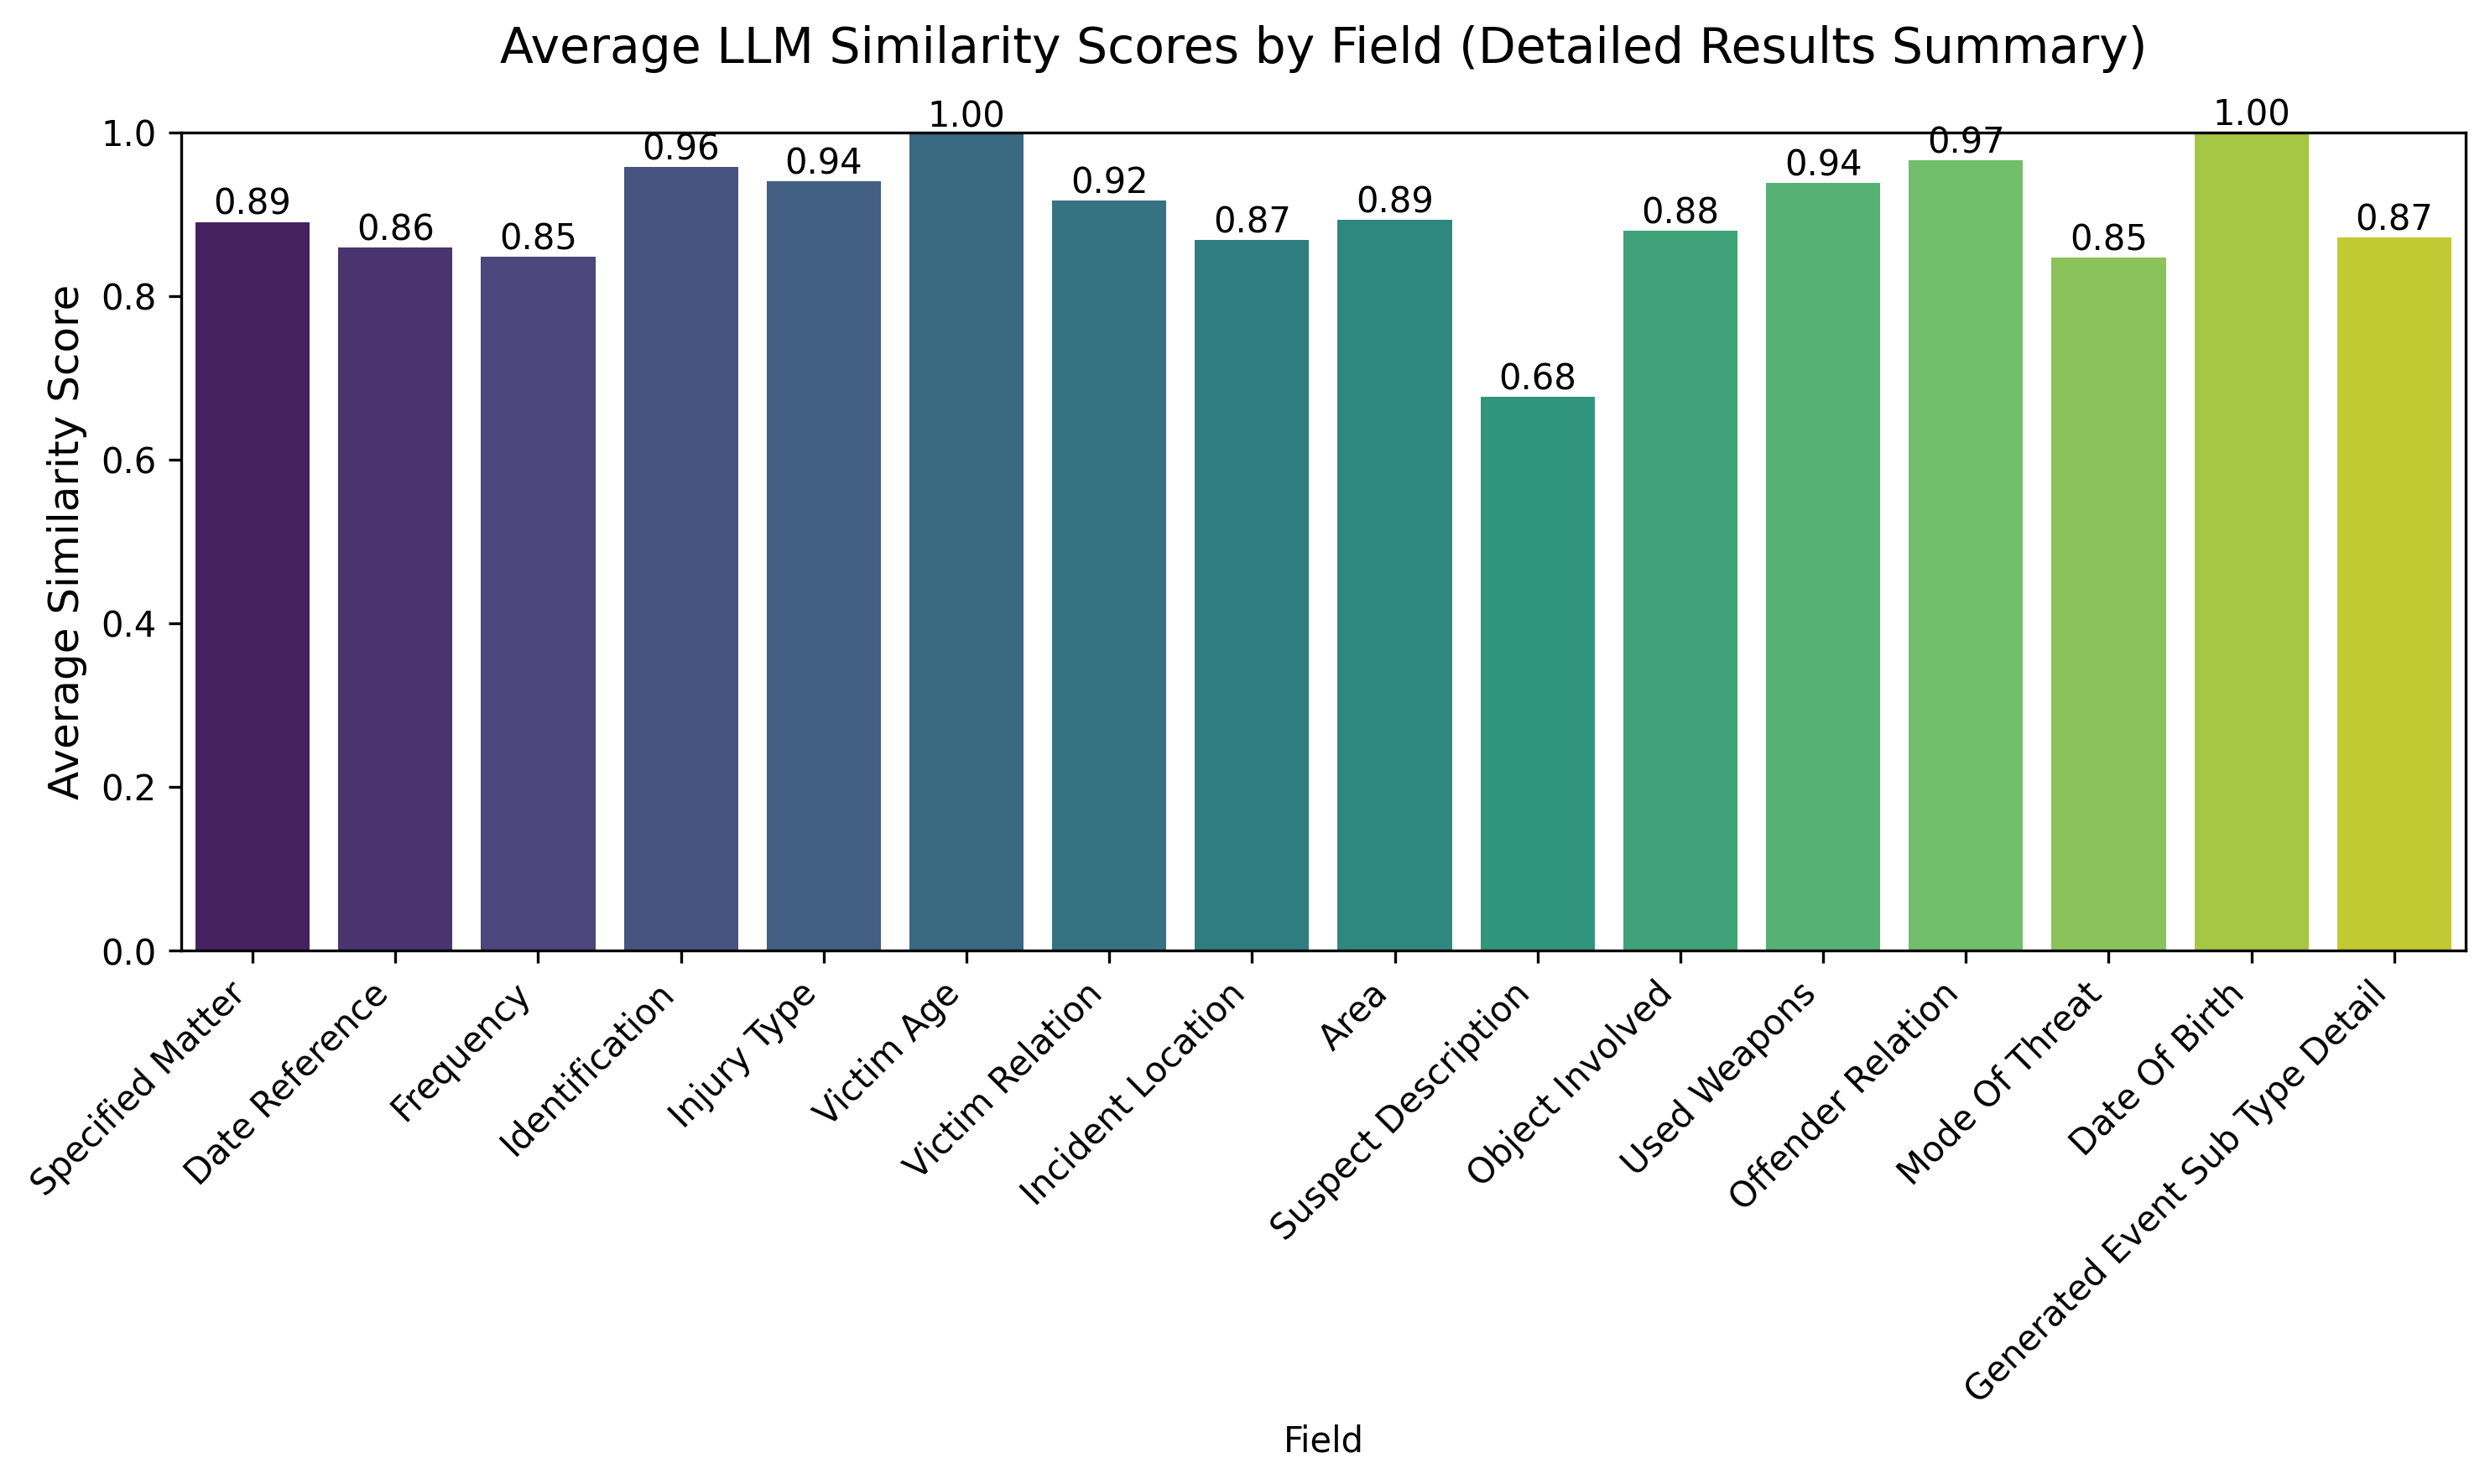 Average LLM Similarity Scores by Field (Detailed Results Summary)
Average Similarity Score
1.0
0.8
0.6
0.4
0.2
0.0
0.89
0.86
0.85
0.96
0.94
1.00
0.92
0.87
0.89
0.68
0.88
0.94
0.97
0.85
1.00
0.87
Specified Matter
Date Reference
Frequency
Identification
Injury Type
Victim Age
Victim Relation
Incident Location
Area
Suspect Description
Object Involved
Used Weapons
Offender Relation
Mode Of Threat
Date Of Birth
Generated Event Sub Type Detail
Field